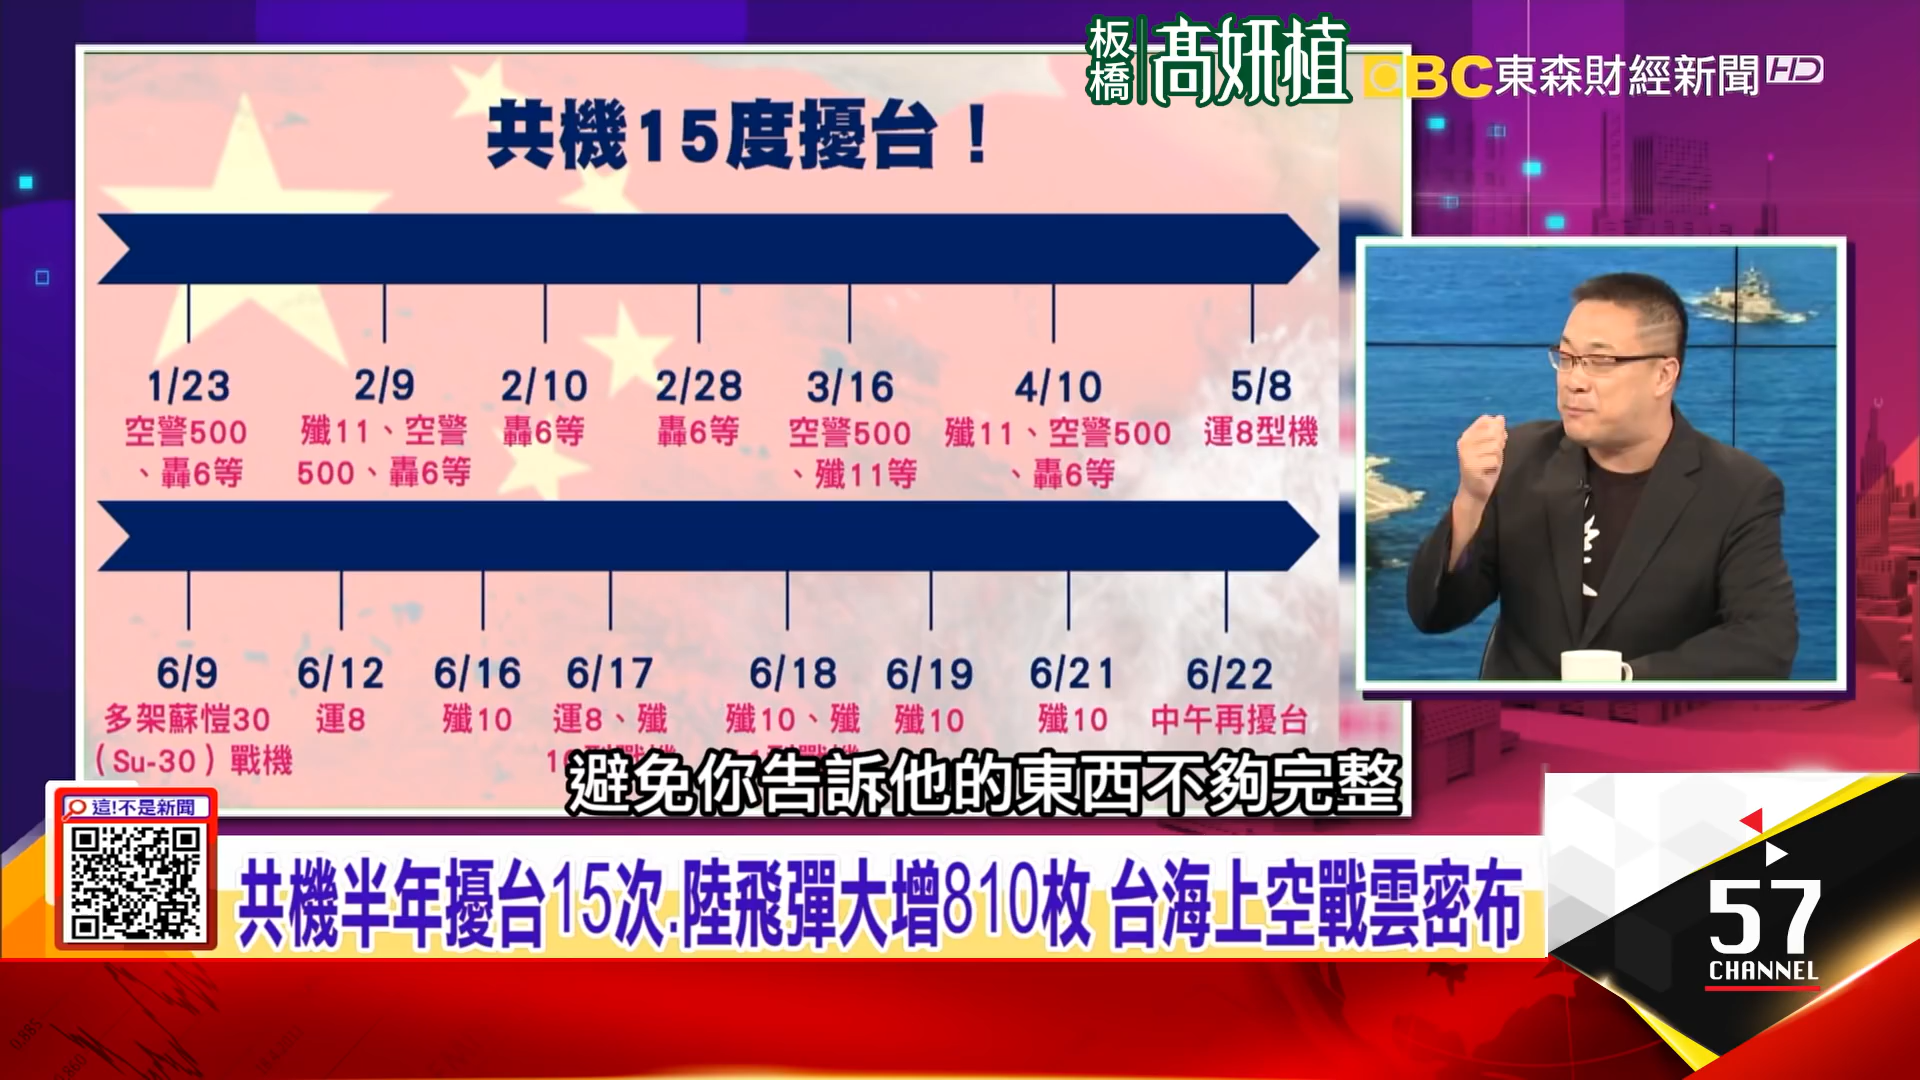 板橋 高妍植
EBC東森財經新聞HD
共機15度擾台！
1/23
空警500
、轟6等
2/9
殲11、空警
500、轟6等
2/10
轟6等
2/28
轟6等
3/16
空警500
、殲11等
4/10
殲11、空警500
、轟6等
5/8
運8型機
6/9
多架蘇愷30
（Su-30）戰機
6/12
運8
6/16
殲10
6/17
運8、殲
6/18
殲10、殲
6/19
殲10
6/21
殲10
6/22
中午再擾台
避免你告訴他的東西不夠完整
這!不是新聞
共機半年擾台15次.陸飛彈大增810枚 台海上空戰雲密布
57
CHANNEL